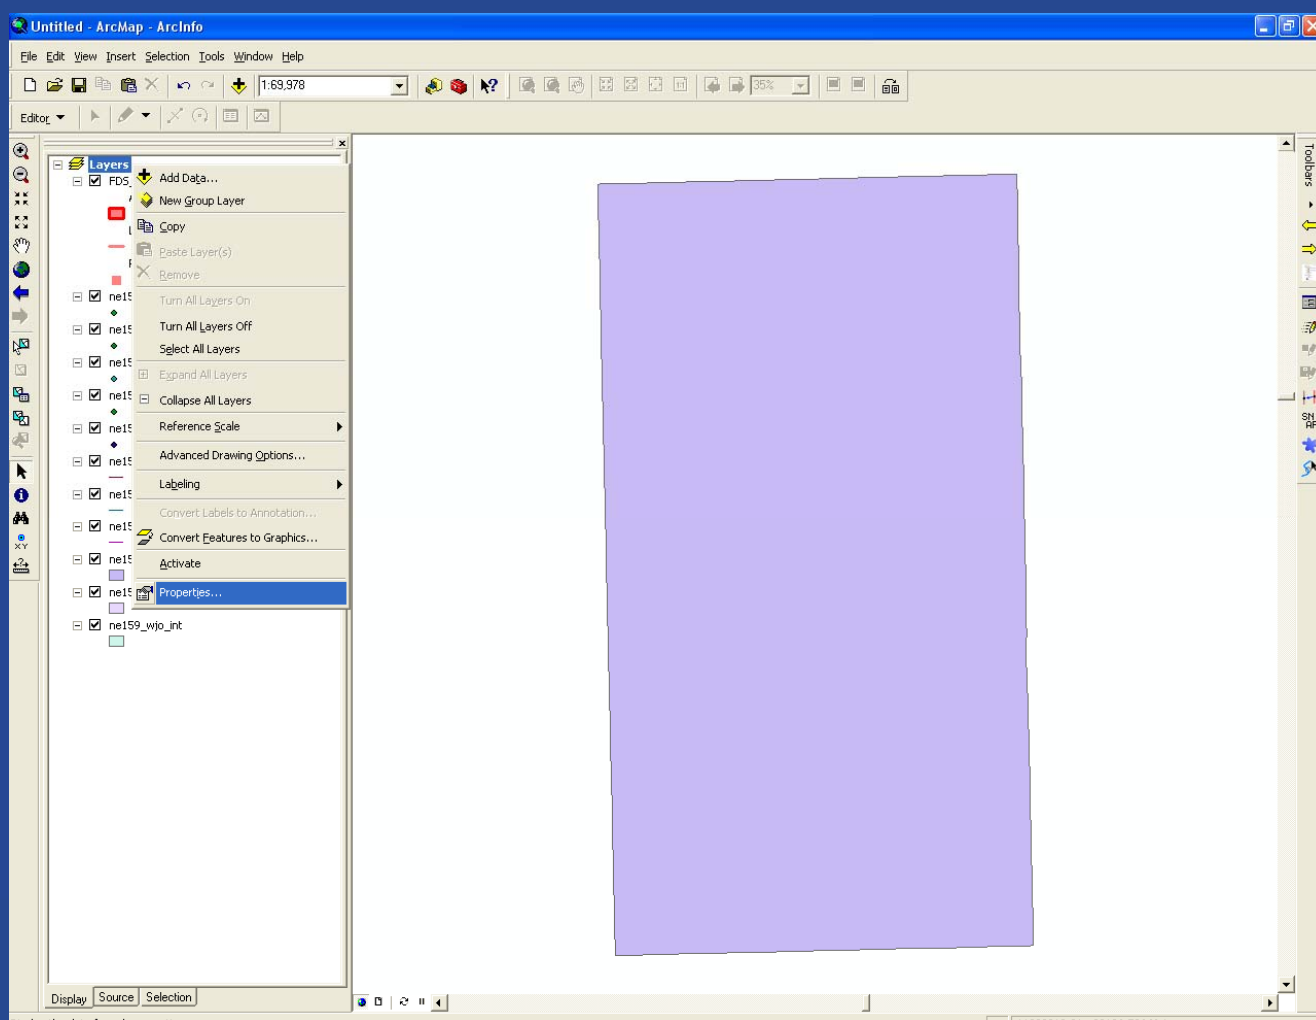 Untitled - ArcMap - ArcInfo
File Edit View Insert Selection Tools Window Help
1:69,978
35%
Editor
Toolbars
Layers
FDS_
Add Data...
New Group Layer
Copy
Paste Layer(s)
Remove
Turn All Layers On
Turn All Layers Off
Select All Layers
Expand All Layers
Collapse All Layers
Reference Scale
Advanced Drawing Options...
Labeling
Convert Labels to Annotation...
Convert Features to Graphics...
Activate
Properties...
ne15
ne15
ne15
ne15
ne15
ne15
ne15
ne15
ne15
ne15
ne159_wjo_int
XY
SN
Display Source Selection